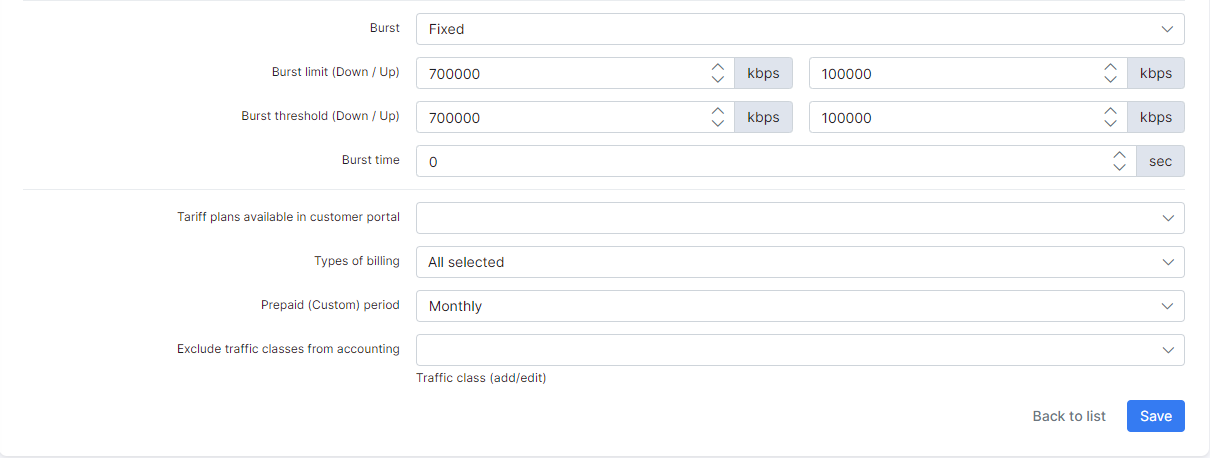 Burst Fixed
Burst limit (Down / Up) 700000 kbps 100000 kbps
Burst threshold (Down / Up) 700000 kbps 100000 kbps
Burst time 0 sec
Tariff plans available in customer portal
Types of billing All selected
Prepaid (Custom) period Monthly
Exclude traffic classes from accounting
Traffic class (add/edit)
Back to list Save